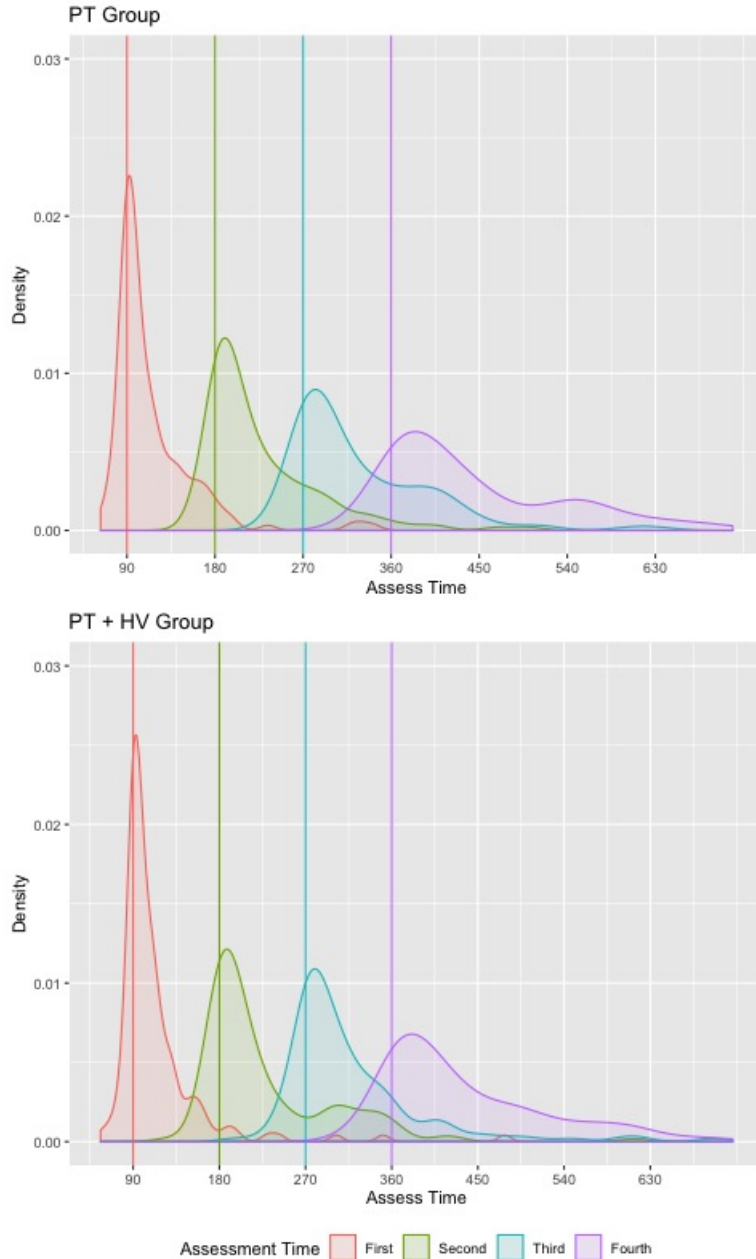 PT Group
0.03
0.02
0.01
0.00
Density
90 180 270 360 450 540 630
Assess Time
PT + HV Group
0.03
0.02
0.01
0.00
Density
90 180 270 360 450 540 630
Assess Time
Assessment Time First Second Third Fourth